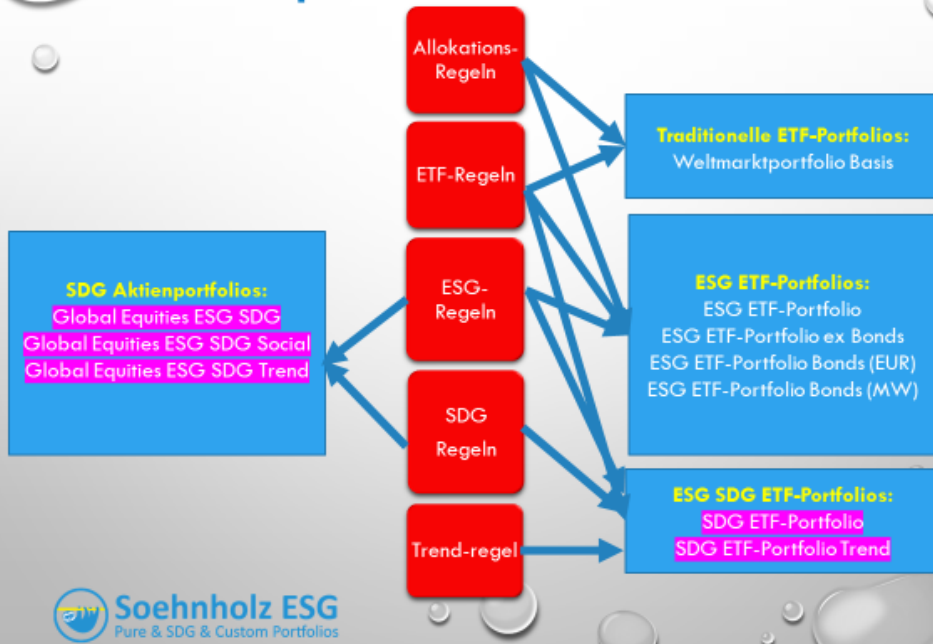 Allokations-
Regeln
ETF-Regeln
ESG-
Regeln
SDG
Regeln
Trend-regel
SDG Aktienportfolios:
Global Equities ESG SDG
Global Equities ESG SDG Social
Global Equities ESG SDG Trend
Traditionelle ETF-Portfolios:
Weltmarktportfolio Basis
ESG ETF-Portfolios:
ESG ETF-Portfolio
ESG ETF-Portfolio ex Bonds
ESG ETF-Portfolio Bonds (EUR)
ESG ETF-Portfolio Bonds (MW)
ESG SDG ETF-Portfolios:
SDG ETF-Portfolio
SDG ETF-Portfolio Trend
Soehnholz ESG
Pure & SDG & Custom Portfolios